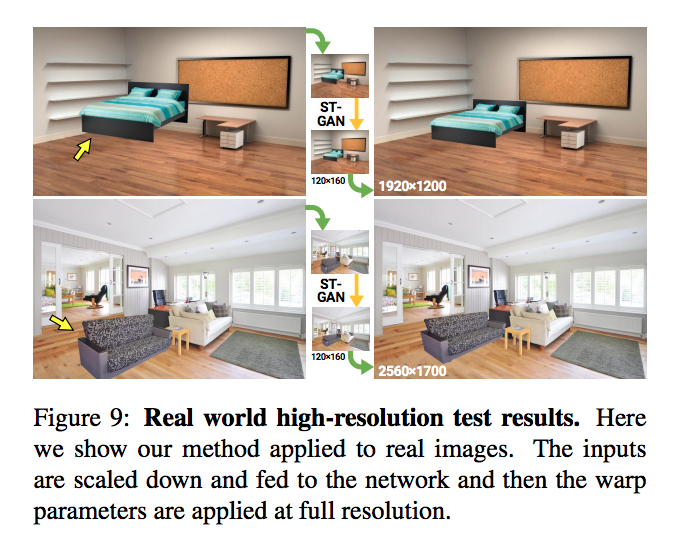 ST-
GAN
120×160
1920×1200
ST-
GAN
120×160
2560×1700
Figure 9: Real world high-resolution test results. Here
we show our method applied to real images. The inputs
are scaled down and fed to the network and then the warp
parameters are applied at full resolution.